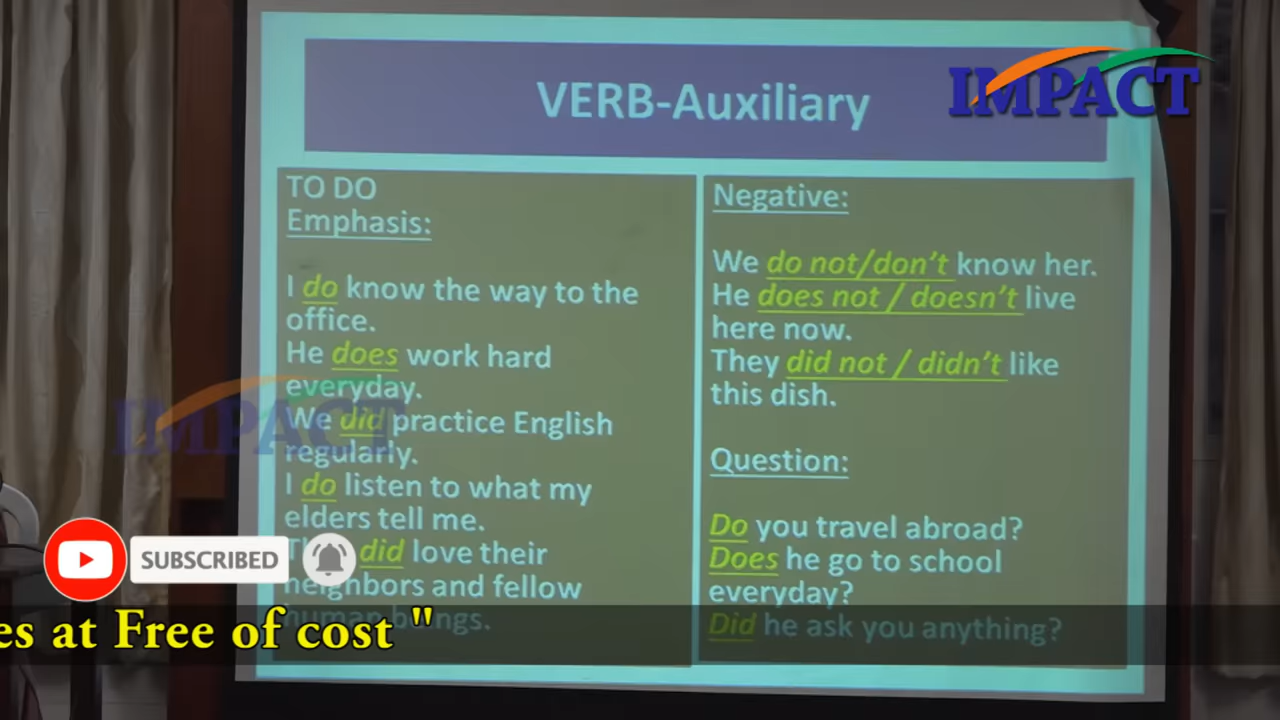 VERB-Auxiliary
IMPACT
TO DO
Emphasis:
I do know the way to the
office.
He does work hard
everyday.
We did practice English
regularly.
I do listen to what my
elders tell me.
did love their
neighbors and fellow
human beings.
Negative:
We do not/don't know her.
He does not / doesn't live
here now.
They did not / didn't like
this dish.
Question:
Do you travel abroad?
Does he go to school
everyday?
Did he ask you anything?
IMPACT
SUBSCRIBED
es at Free of cost "